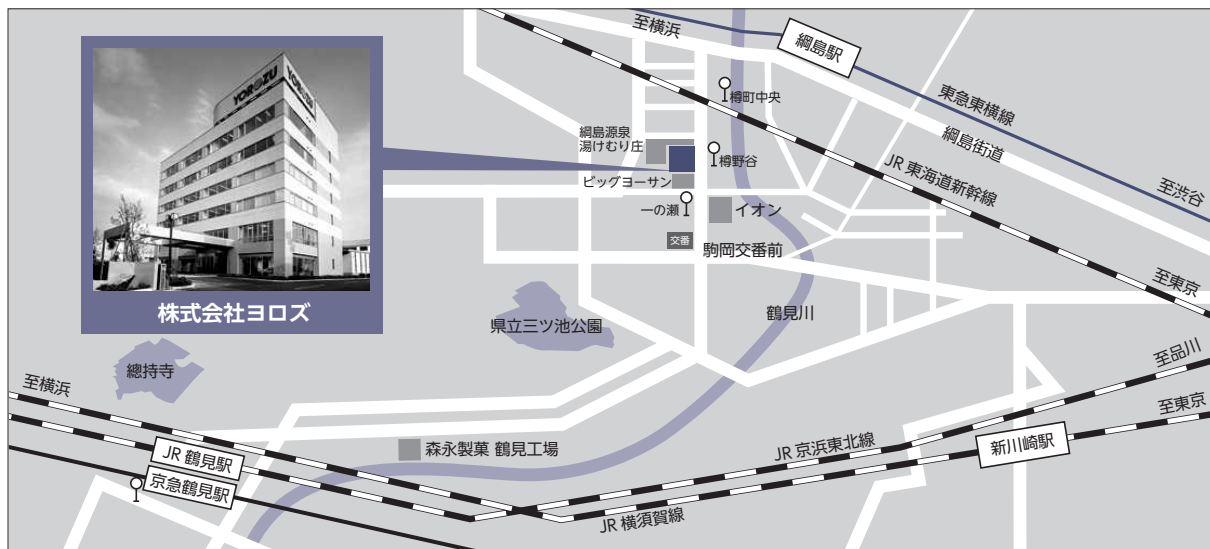 至横浜
綱島駅
YOROZU
YOROZU
樽町中央
東急東横線
綱島街道
綱島源泉
湯けむり庄
樽野谷
JR 東海道新幹線
ビッグヨーサン
至渋谷
一の瀬
イオン
交番
駒岡交番前
至東京
株式会社ヨロズ
県立三ツ池公園
鶴見川
總持寺
至横浜
至品川
至東京
森永製菓 鶴見工場
JR 京浜東北線
新川崎駅
JR 鶴見駅
京急鶴見駅
JR 横須賀線